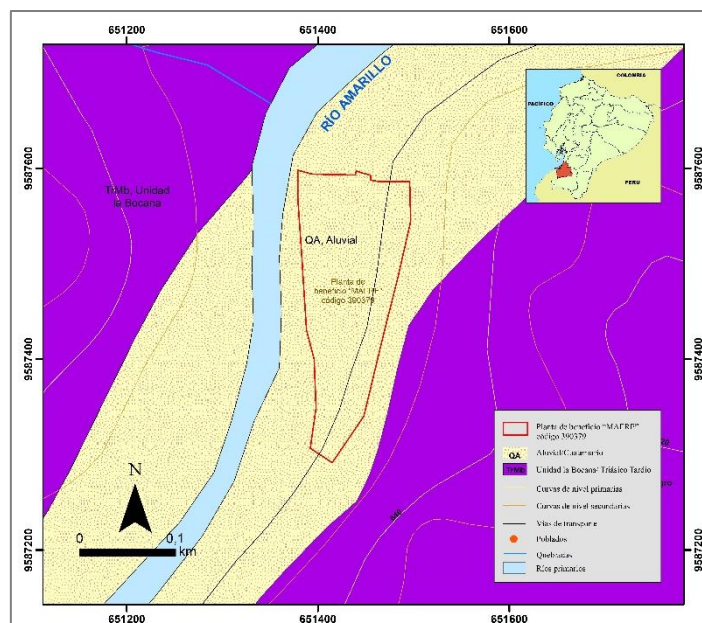 651200 651400 651600
9587600 9587600
9587400 9587400
9587200 9587200
RÍO AMARILLO
COLOMBIA
PACÍFICO
PERU
TrMb, Unidad
la Bocana
QA, Aluvial
Planta de
beneficio "MAFRE"
código 390379
N
0 0,1
km
Planta de beneficio "MAFRE"
código 390379
QA Aluvial/Cuaternario
TrMb Unidad la Bocana/ Triásico Tardío
Curvas de nivel primarias
Curvas de nivel secundarias
Vías de transporte
Poblados
Quebradas
Ríos primarios
651200 651400 651600